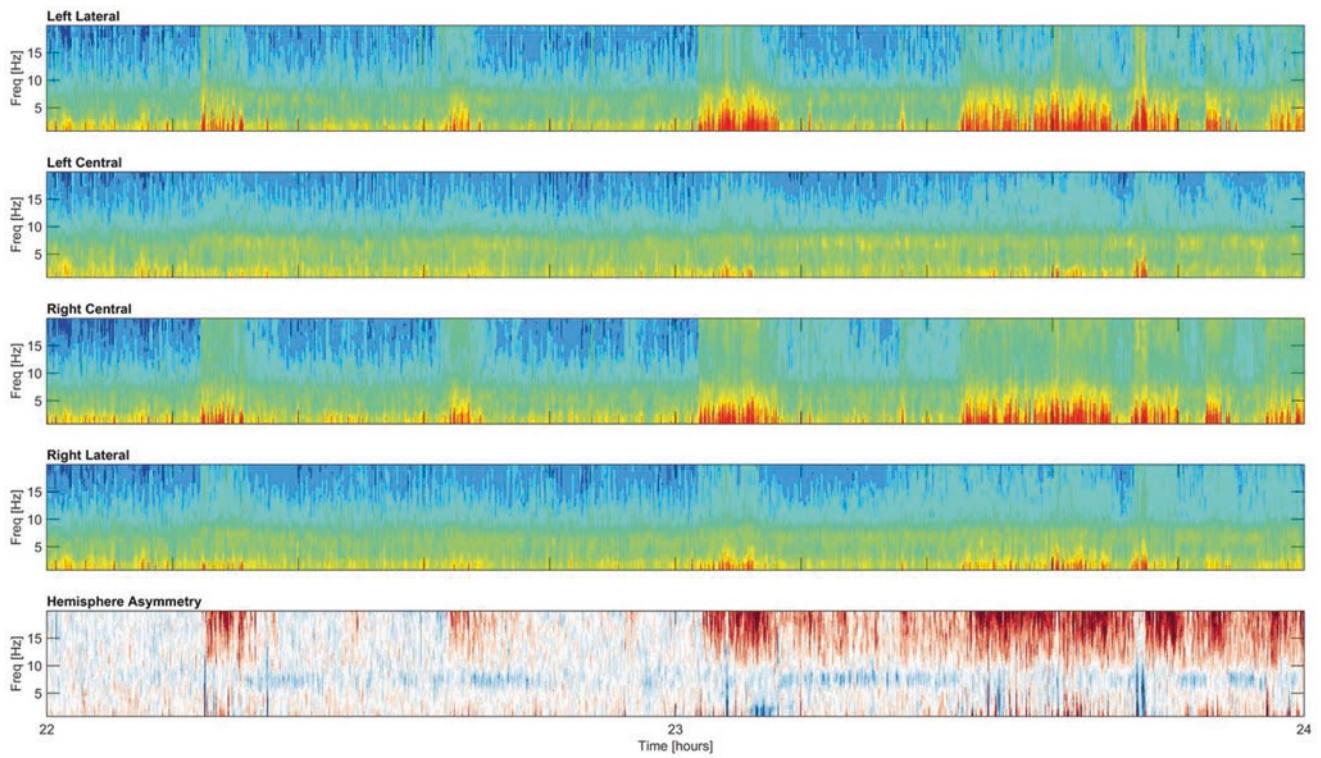 Left Lateral
Freq [Hz]
15
10
5
Left Central
Freq [Hz]
15
10
5
Right Central
Freq [Hz]
15
10
5
Right Lateral
Freq [Hz]
15
10
5
Hemisphere Asymmetry
Freq [Hz]
15
10
5
22
23
24
Time [hours]